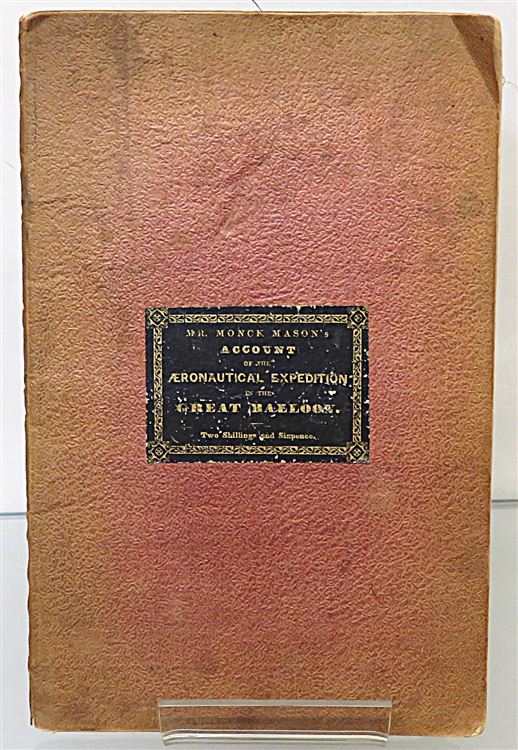 MR. MONCK MASON's
ACCOUNT
OF THE
ÆRONAUTICAL EXPEDITION
IN THE
GREAT BALLOON.
Two Shillings and Sixpence.